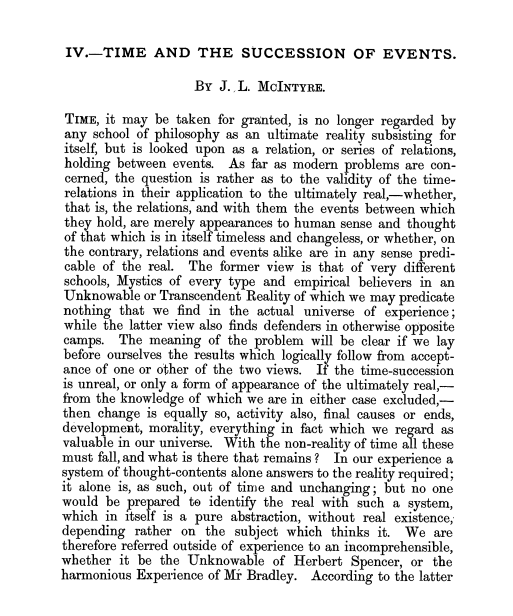 IV.—TIME AND THE SUCCESSION OF EVENTS.
By J. L. McIntyre.
Time, it may be taken for granted, is no longer regarded by
any school of philosophy as an ultimate reality subsisting for
itself, but is looked upon as a relation, or series of relations,
holding between events. As far as modern problems are con-
cerned, the question is rather as to the validity of the time-
relations in their application to the ultimately real,—whether,
that is, the relations, and with them the events between which
they hold, are merely appearances to human sense and thought
of that which is in itself timeless and changeless, or whether, on
the contrary, relations and events alike are in any sense predi-
cable of the real. The former view is that of very different
schools, Mystics of every type and empirical believers in an
Unknowable or Transcendent Reality of which we may predicate
nothing that we find in the actual universe of experience;
while the latter view also finds defenders in otherwise opposite
camps. The meaning of the problem will be clear if we lay
before ourselves the results which logically follow from accept-
ance of one or other of the two views. If the time-succession
is unreal, or only a form of appearance of the ultimately real,—
from the knowledge of which we are in either case excluded,—
then change is equally so, activity also, final causes or ends,
development, morality, everything in fact which we regard as
valuable in our universe. With the non-reality of time all these
must fall, and what is there that remains? In our experience a
system of thought-contents alone answers to the reality required;
it alone is, as such, out of time and unchanging; but no one
would be prepared to identify the real with such a system,
which in itself is a pure abstraction, without real existence,
depending rather on the subject which thinks it. We are
therefore referred outside of experience to an incomprehensible,
whether it be the Unknowable of Herbert Spencer, or the
harmonious Experience of Mr Bradley. According to the latter